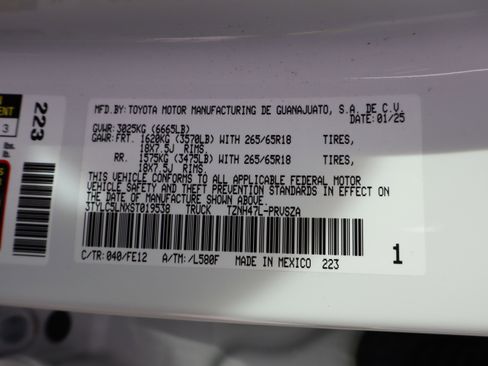 MFD.BY:TOYOTA MOTOR MANUFACTURING DE GUANAJUATO, S.A. DE C.V.
DATE:01/25
GVWR:3025KG (6665LB)
GAWR:FRT. 1620KG (3570LB) WITH 265/65R18 TIRES,
18X7.5J RIMS,
RR. 1575KG (3475LB) WITH 265/65R18 TIRES,
18X7.5J RIMS,
THIS VEHICLE CONFORMS TO ALL APPLICABLE FEDERAL MOTOR
VEHICLE SAFETY AND THEFT PREVENTION STANDARDS IN EFFECT ON
THE DATE OF MANUFACTURE SHOWN ABOVE.
3TYLC5LNXST019538 TRUCK TZNH47L-PRVSZA
C/TR:040/FE12 A/TM:/L580F MADE IN MEXICO 223
1
223
3